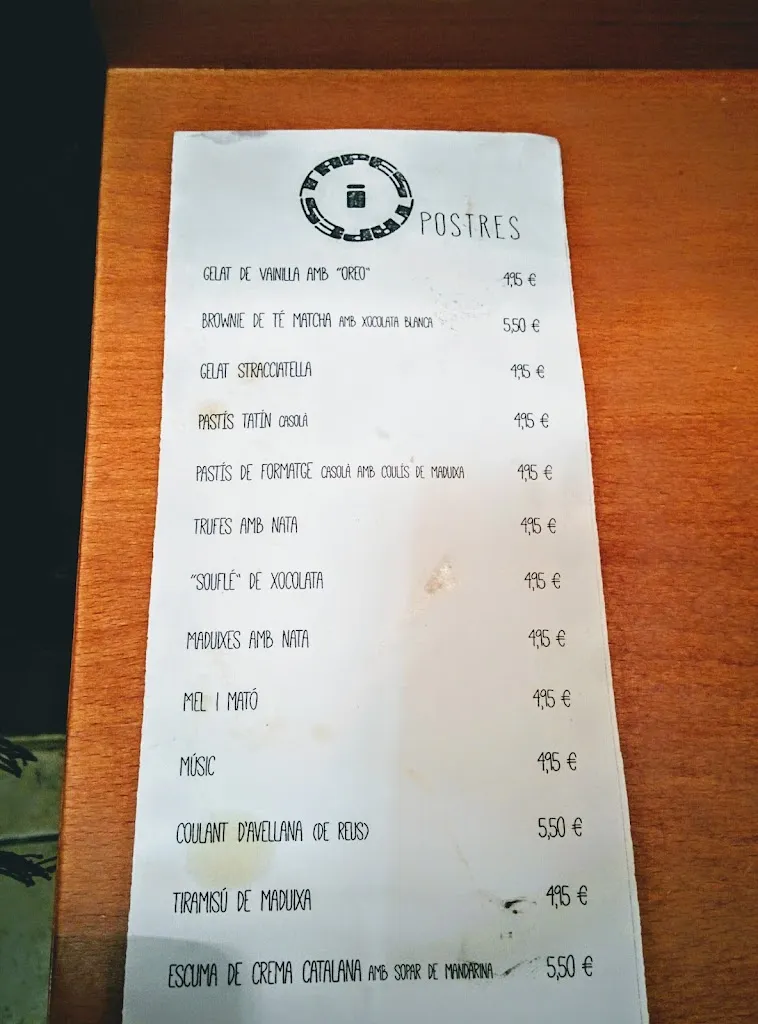 TAPES TAPES
POSTRES
GELAT DE VAINILLA AMB "OREO" 4,95 €
BROWNIE DE TÉ MATCHA AMB XOCOLATA BLANCA 5,50 €
GELAT STRACCIATELLA 4,95 €
PASTÍS TATÍN CASOLÀ 4,95 €
PASTÍS DE FORMATGE CASOLÀ AMB COULÍS DE MADUIXA 4,95 €
TRUFES AMB NATA 4,95 €
"SOUFLÉ" DE XOCOLATA 4,95 €
MADUIXES AMB NATA 4,95 €
MEL I MATÓ 4,95 €
MÚSIC 4,95 €
COULANT D'AVELLANA (DE REUS) 5,50 €
TIRAMISÚ DE MADUIXA 4,95 €
ESCUMA DE CREMA CATALANA AMB SOPAR DE MANDARINA 5,50 €